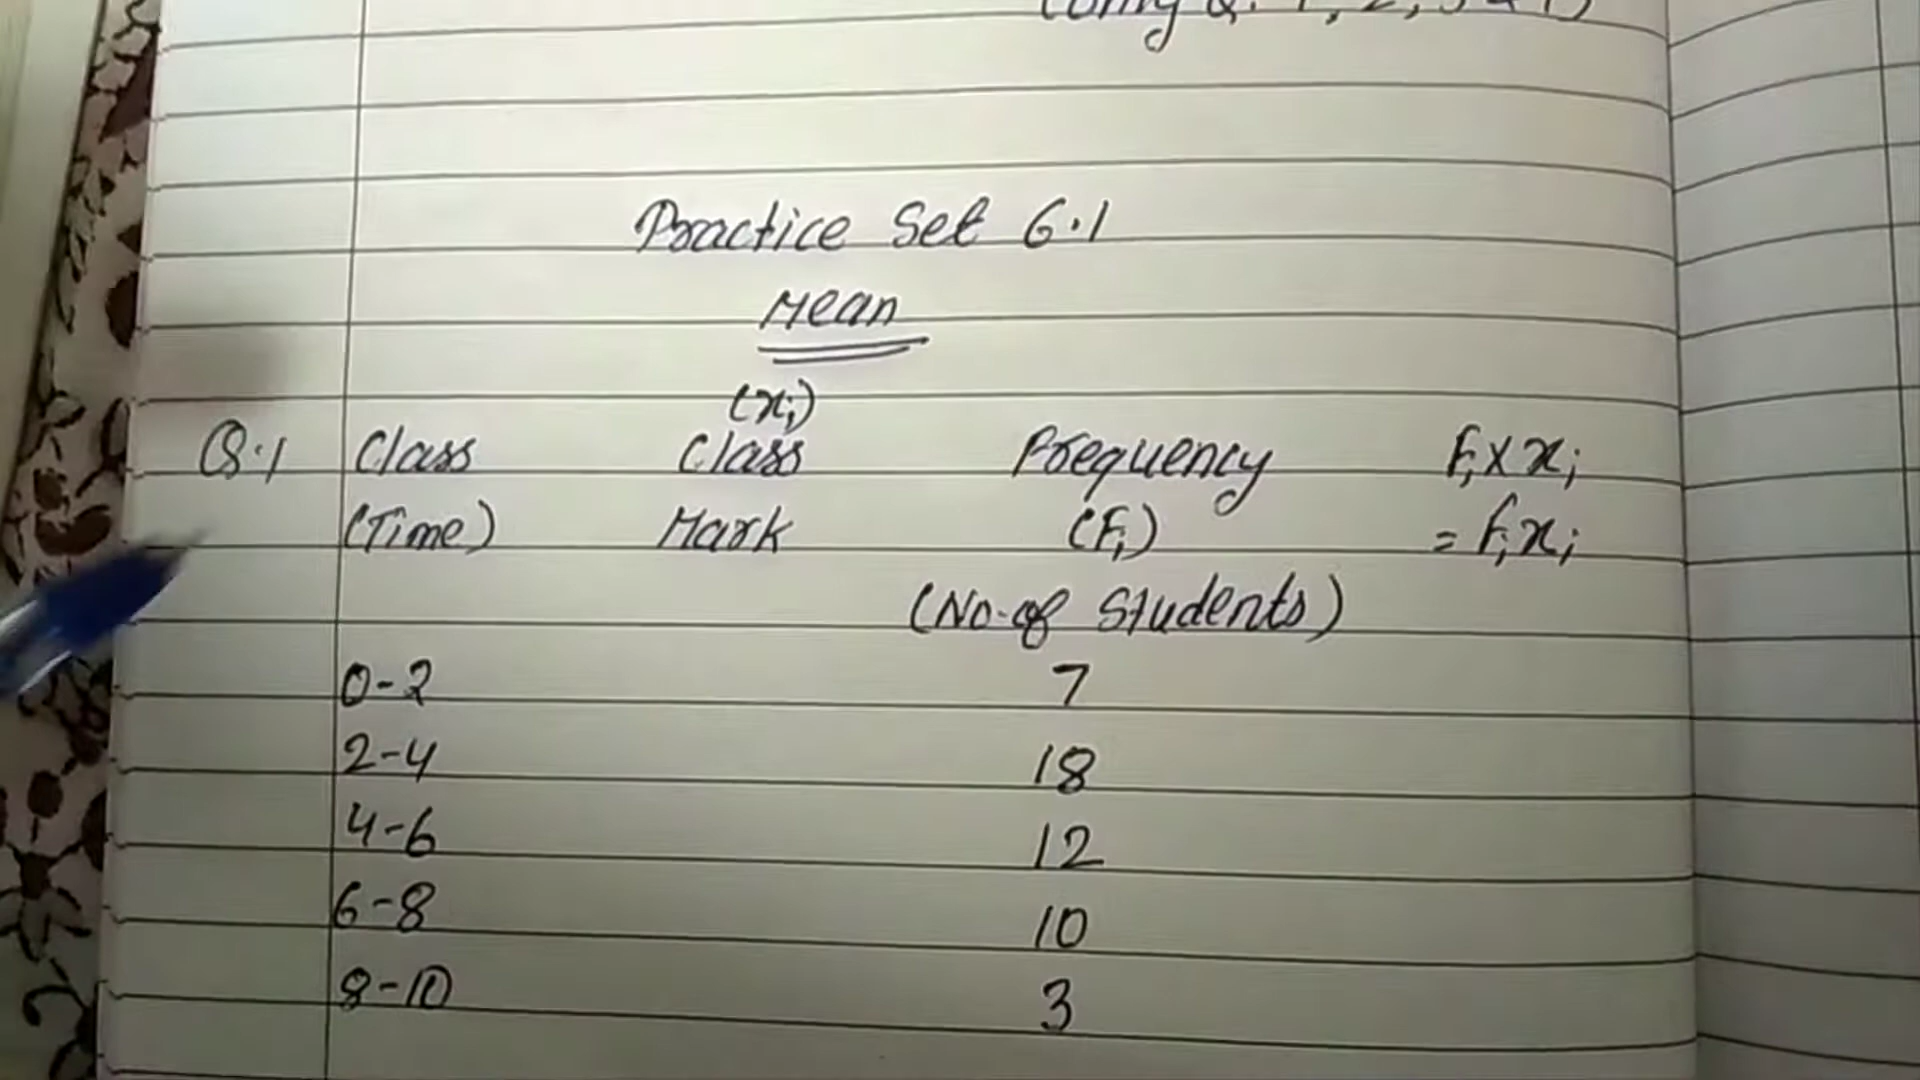 Practice Set 6.1
Mean
(xi)
Q.1 Class Class Frequency Fi×xi
(Time) Mark (Fi) = fixi
(No. of Students)
0-2 7
2-4 18
4-6 12
6-8 10
8-10 3